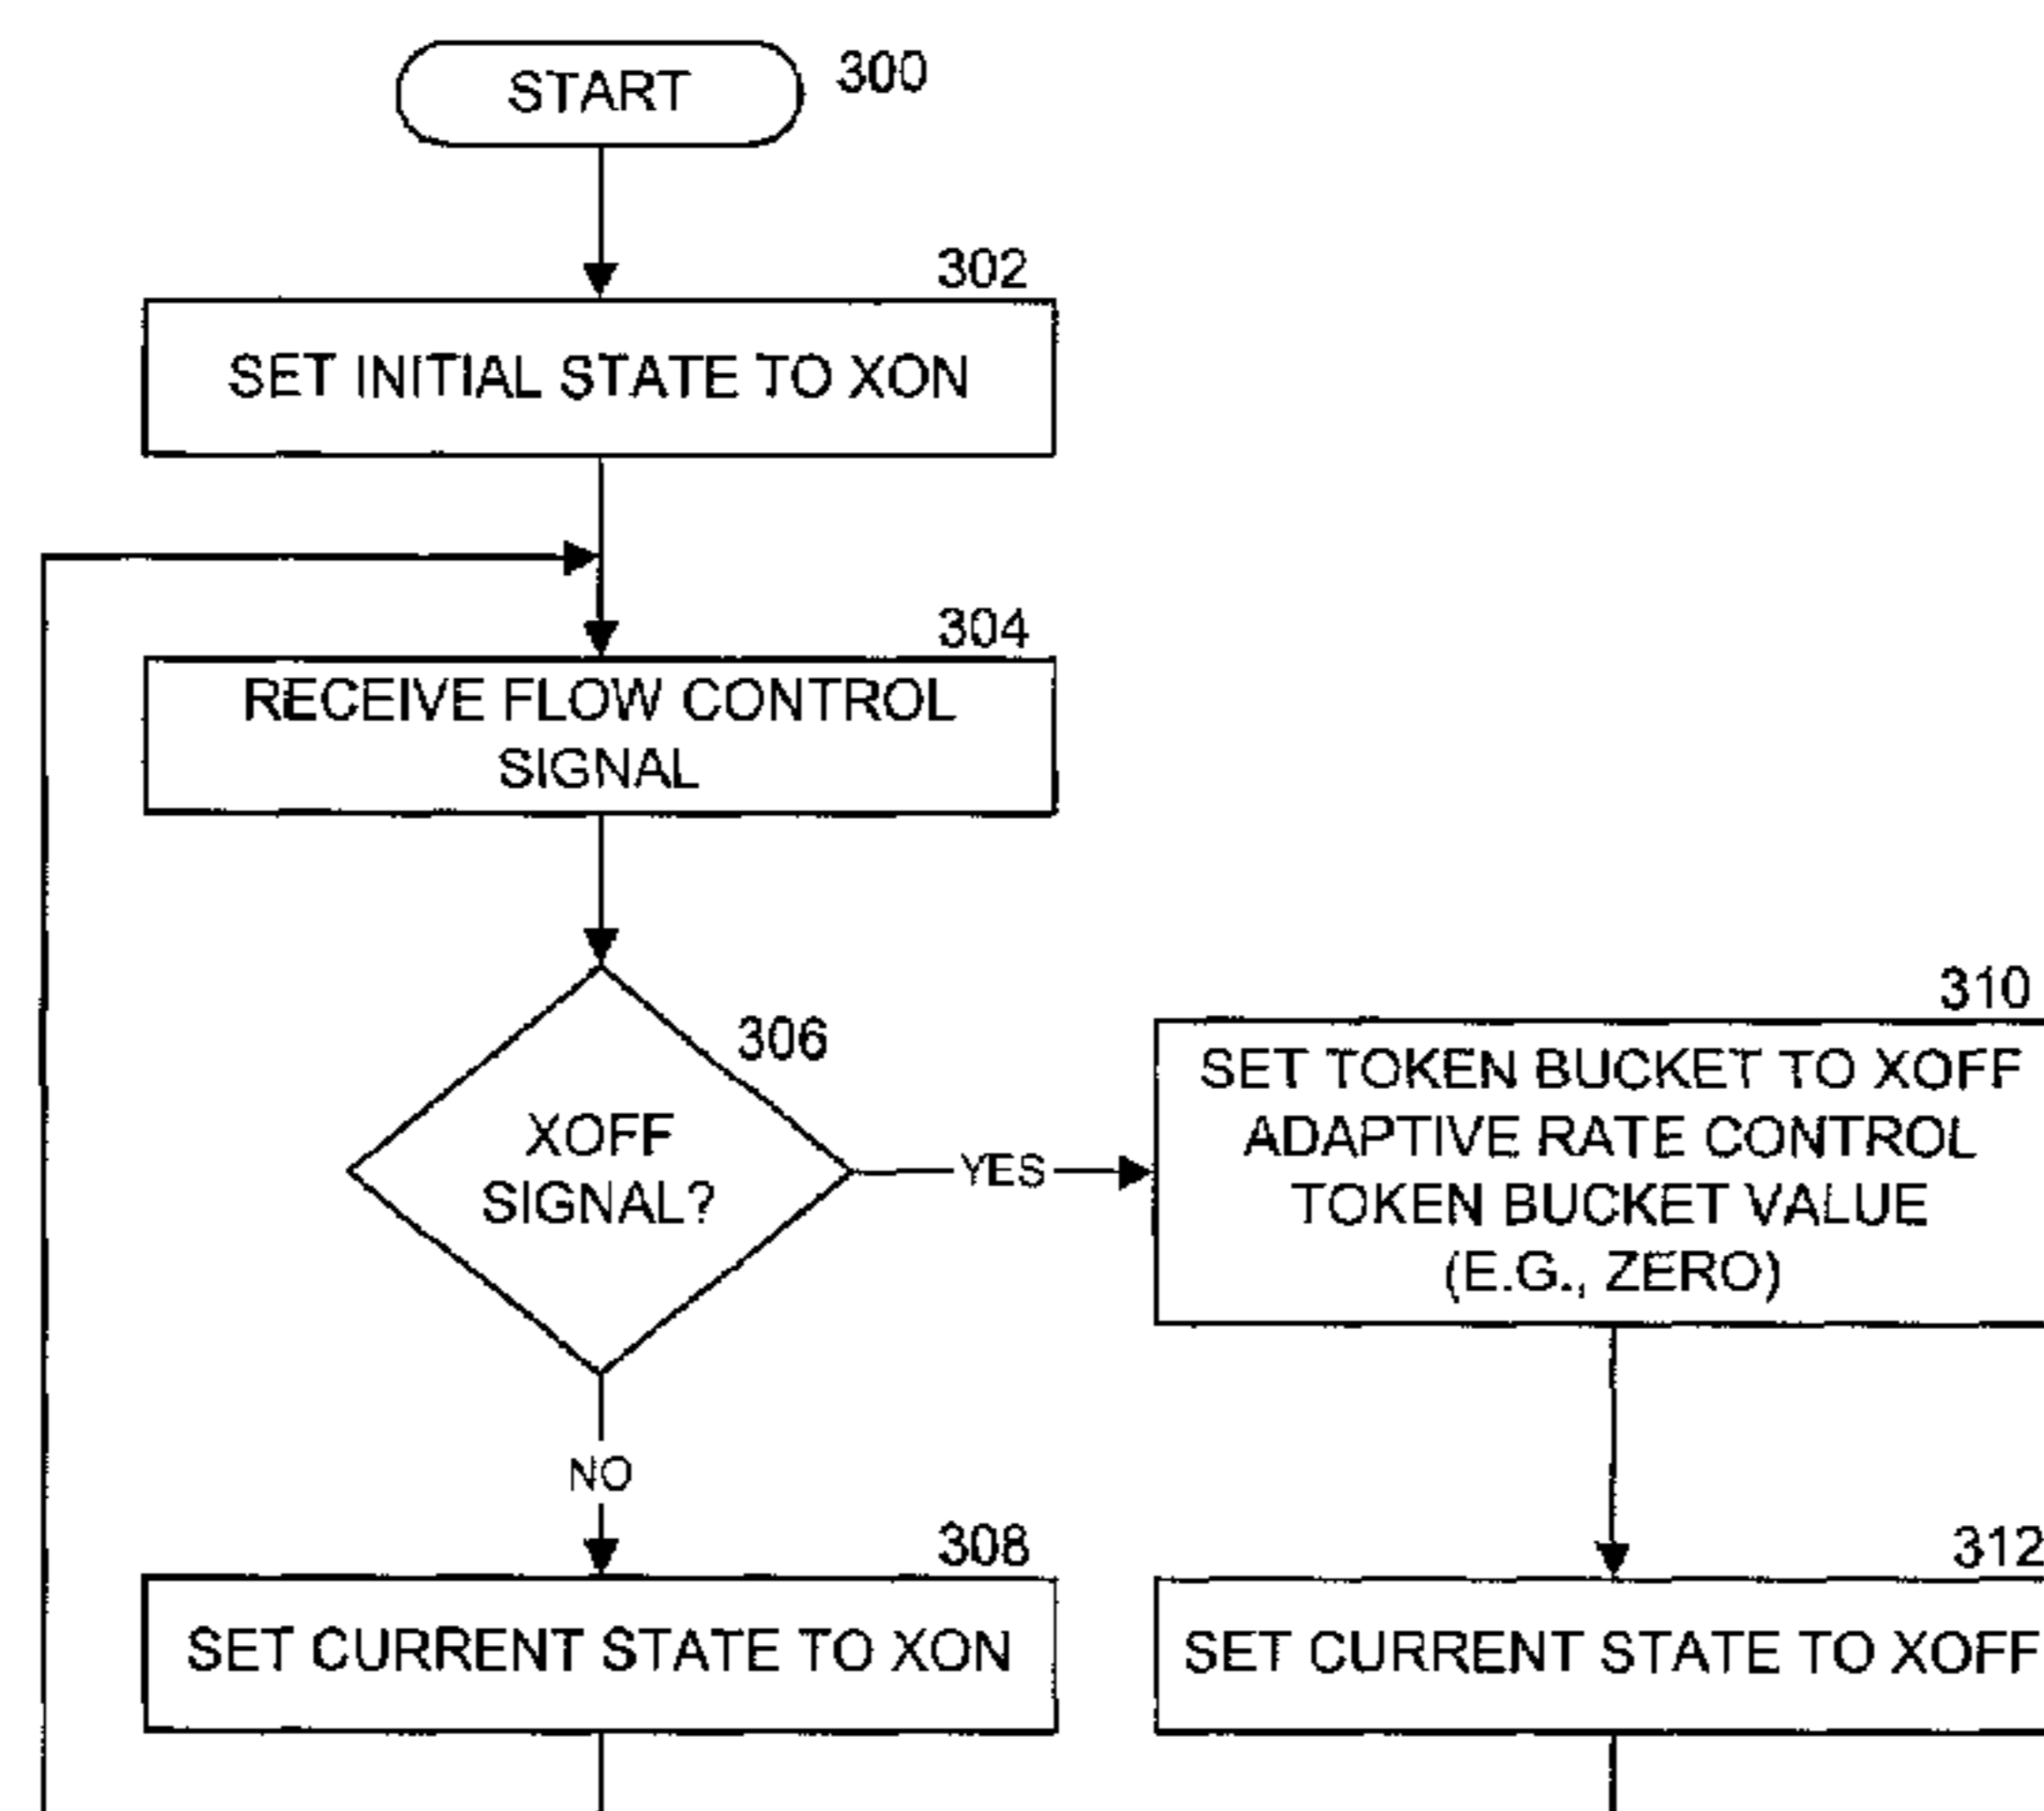 START
300
302
SET INITIAL STATE TO XON
304
RECEIVE FLOW CONTROL
SIGNAL
306
XOFF
SIGNAL?
YES
310
SET TOKEN BUCKET TO XOFF
ADAPTIVE RATE CONTROL
TOKEN BUCKET VALUE
(E.G., ZERO)
NO
308
SET CURRENT STATE TO XON
312
SET CURRENT STATE TO XOFF